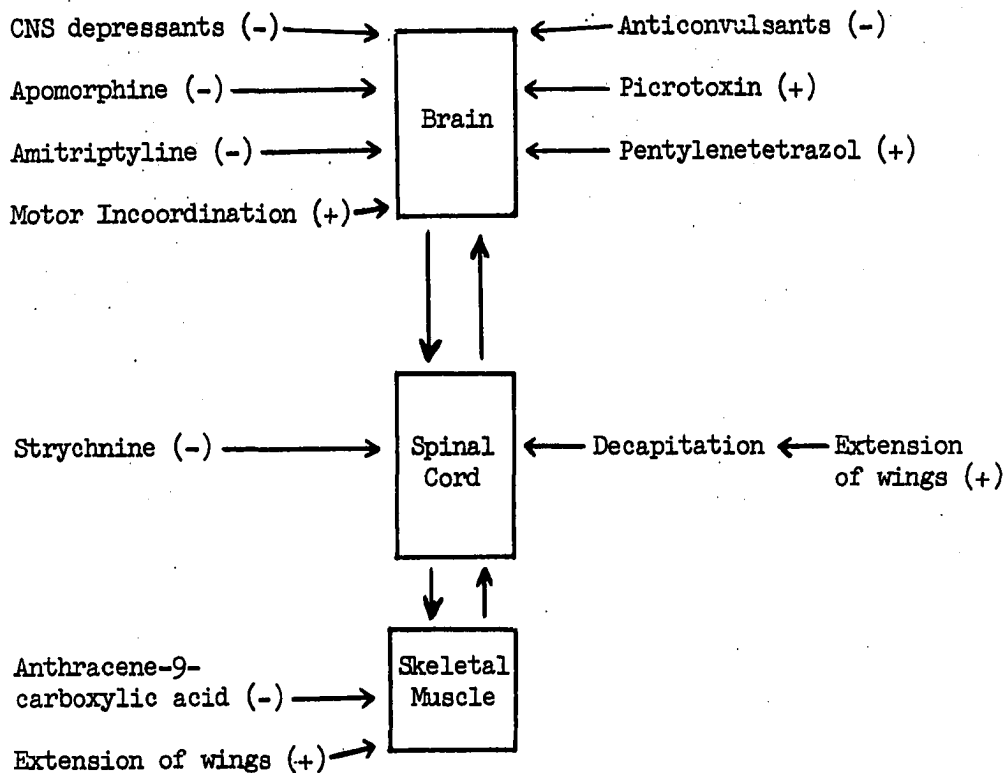 CNS depressants (-)
Apomorphine (-)
Amitriptyline (-)
Motor Incoordination (+)
Brain
Anticonvulsants (-)
Picrotoxin (+)
Pentylenetetrazol (+)
Strychnine (-)
Spinal
Cord
Decapitation
Extension
of wings (+)
Anthracene-9-
carboxylic acid (-)
Extension of wings (+)
Skeletal
Muscle